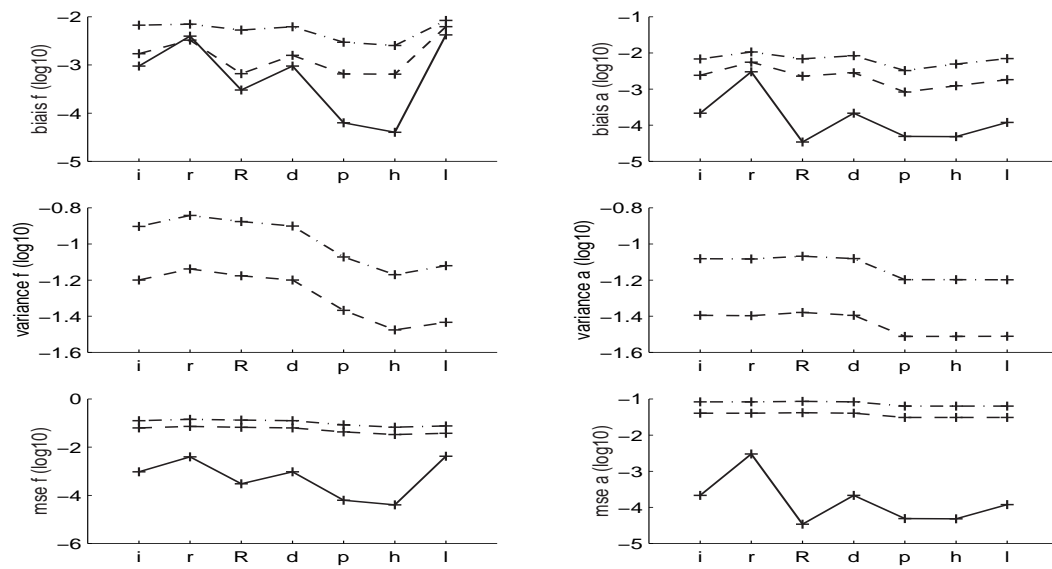 biais f (log10)
−2
−3
−4
−5
i r R d p h l
biais a (log10)
−1
−2
−3
−4
−5
i r R d p h l
variance f (log10)
−0.8
−1
−1.2
−1.4
−1.6
i r R d p h l
variance a (log10)
−0.8
−1
−1.2
−1.4
−1.6
i r R d p h l
mse f (log10)
0
−2
−4
−6
i r R d p h l
mse a (log10)
−1
−2
−3
−4
−5
i r R d p h l